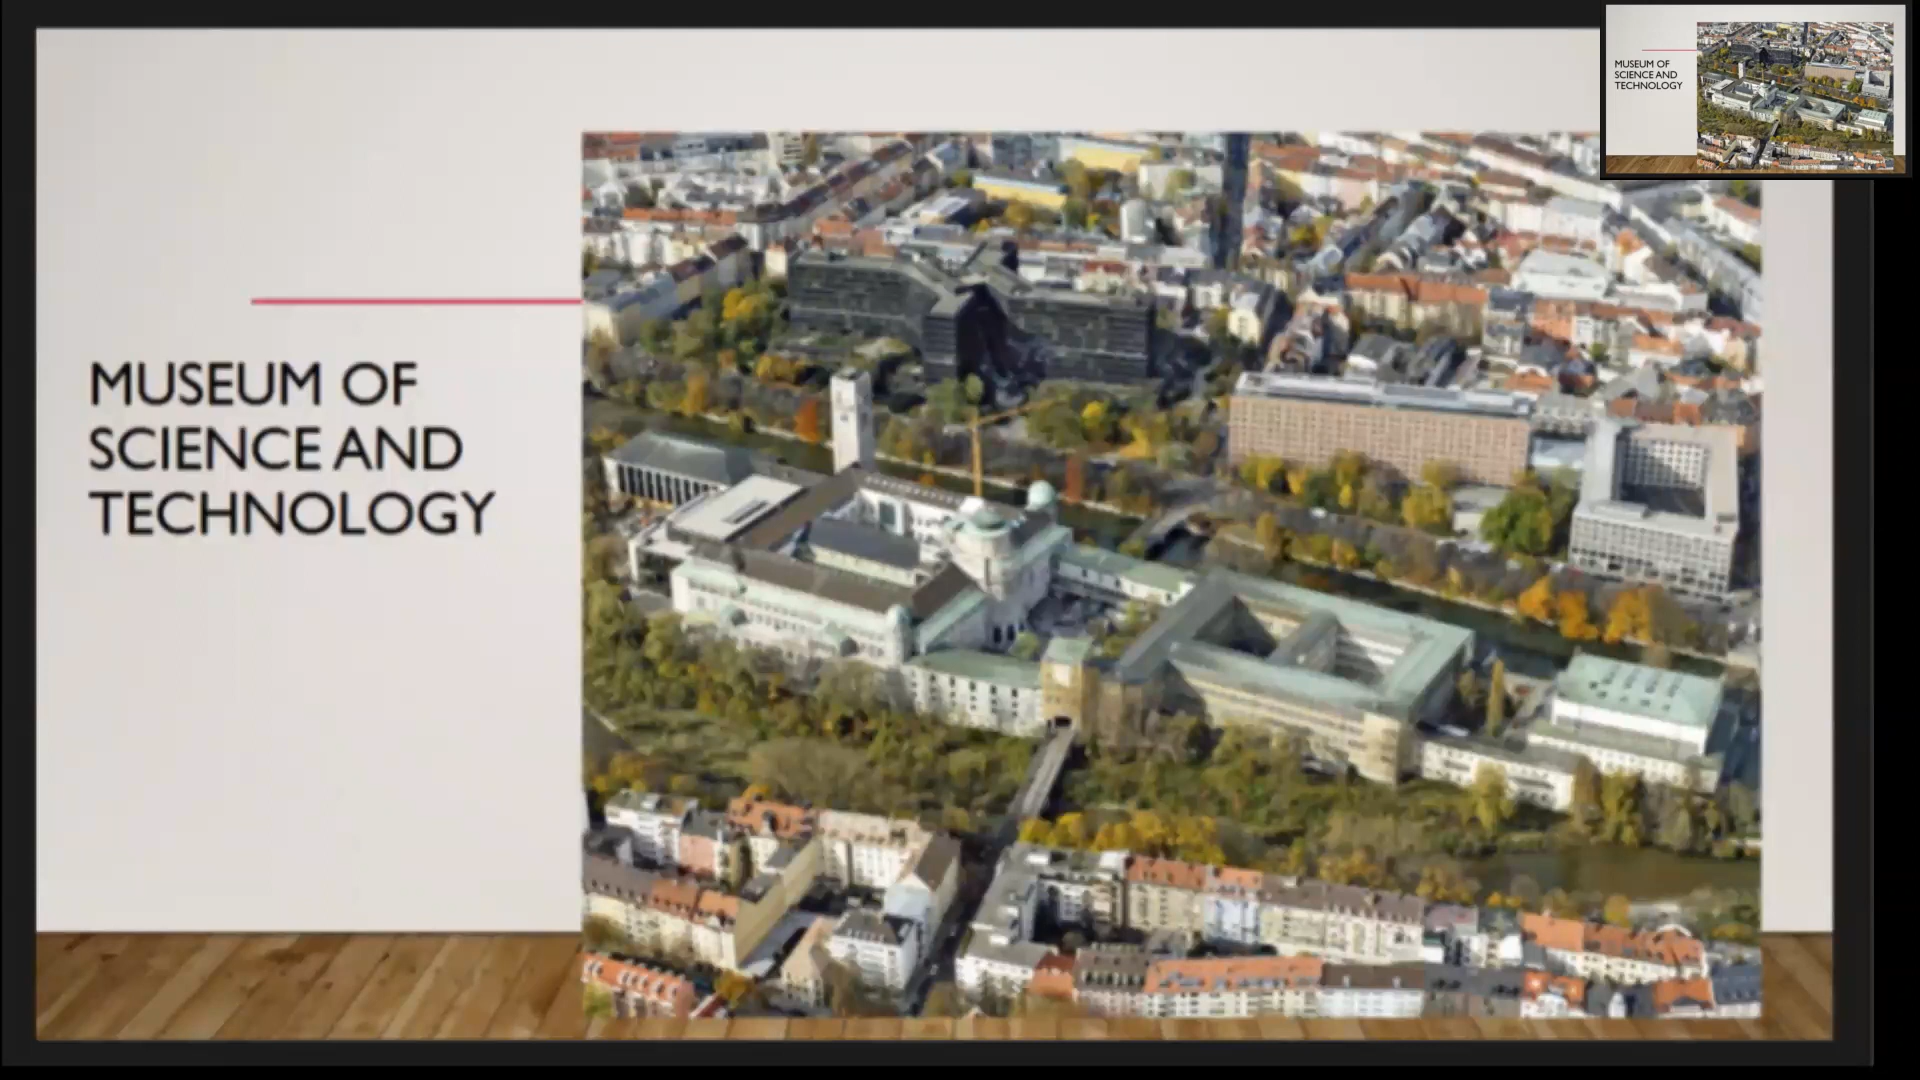 MUSEUM OF
SCIENCE AND
TECHNOLOGY
MUSEUM OF
SCIENCE AND
TECHNOLOGY